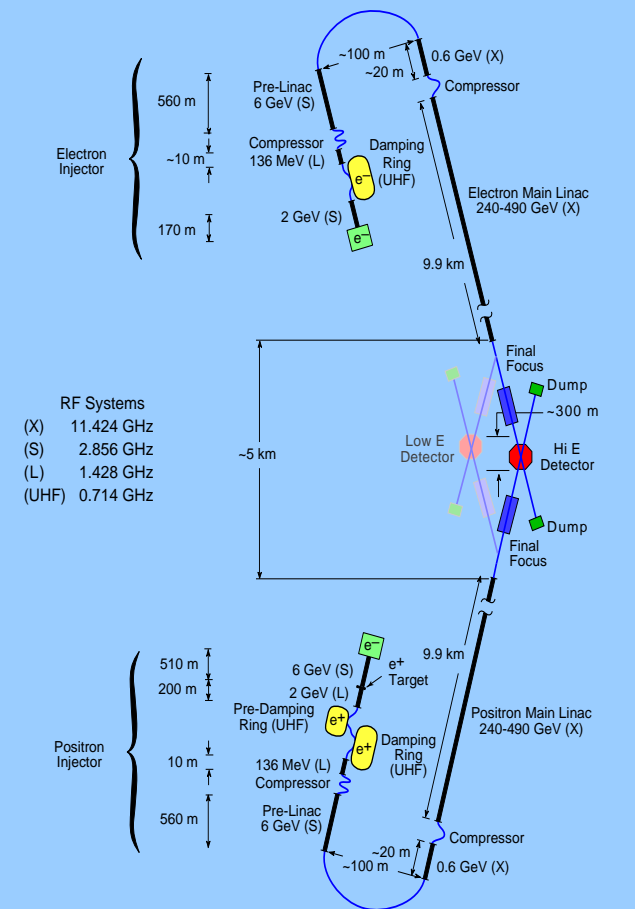 ~100 m
0.6 GeV (X)
~20 m
Compressor
Pre-Linac
6 GeV (S)
560 m
Compressor
136 MeV (L)
Damping
Ring
(UHF)
e–
Electron
Injector
~10 m
2 GeV (S)
e–
170 m
Electron Main Linac
240-490 GeV (X)
9.9 km
Final
Focus
Dump
~300 m
Low E
Detector
Hi E
Detector
RF Systems
(X) 11.424 GHz
(S) 2.856 GHz
(L) 1.428 GHz
(UHF) 0.714 GHz
~5 km
Dump
Final
Focus
e–
510 m
6 GeV (S)
e+
Target
200 m
2 GeV (L)
9.9 km
Pre-Damping
Ring (UHF)
e+
e+
Damping
Ring
(UHF)
Positron Main Linac
240-490 GeV (X)
Positron
Injector
10 m
136 MeV (L)
Compressor
Pre-Linac
6 GeV (S)
560 m
Compressor
~20 m
~100 m
0.6 GeV (X)